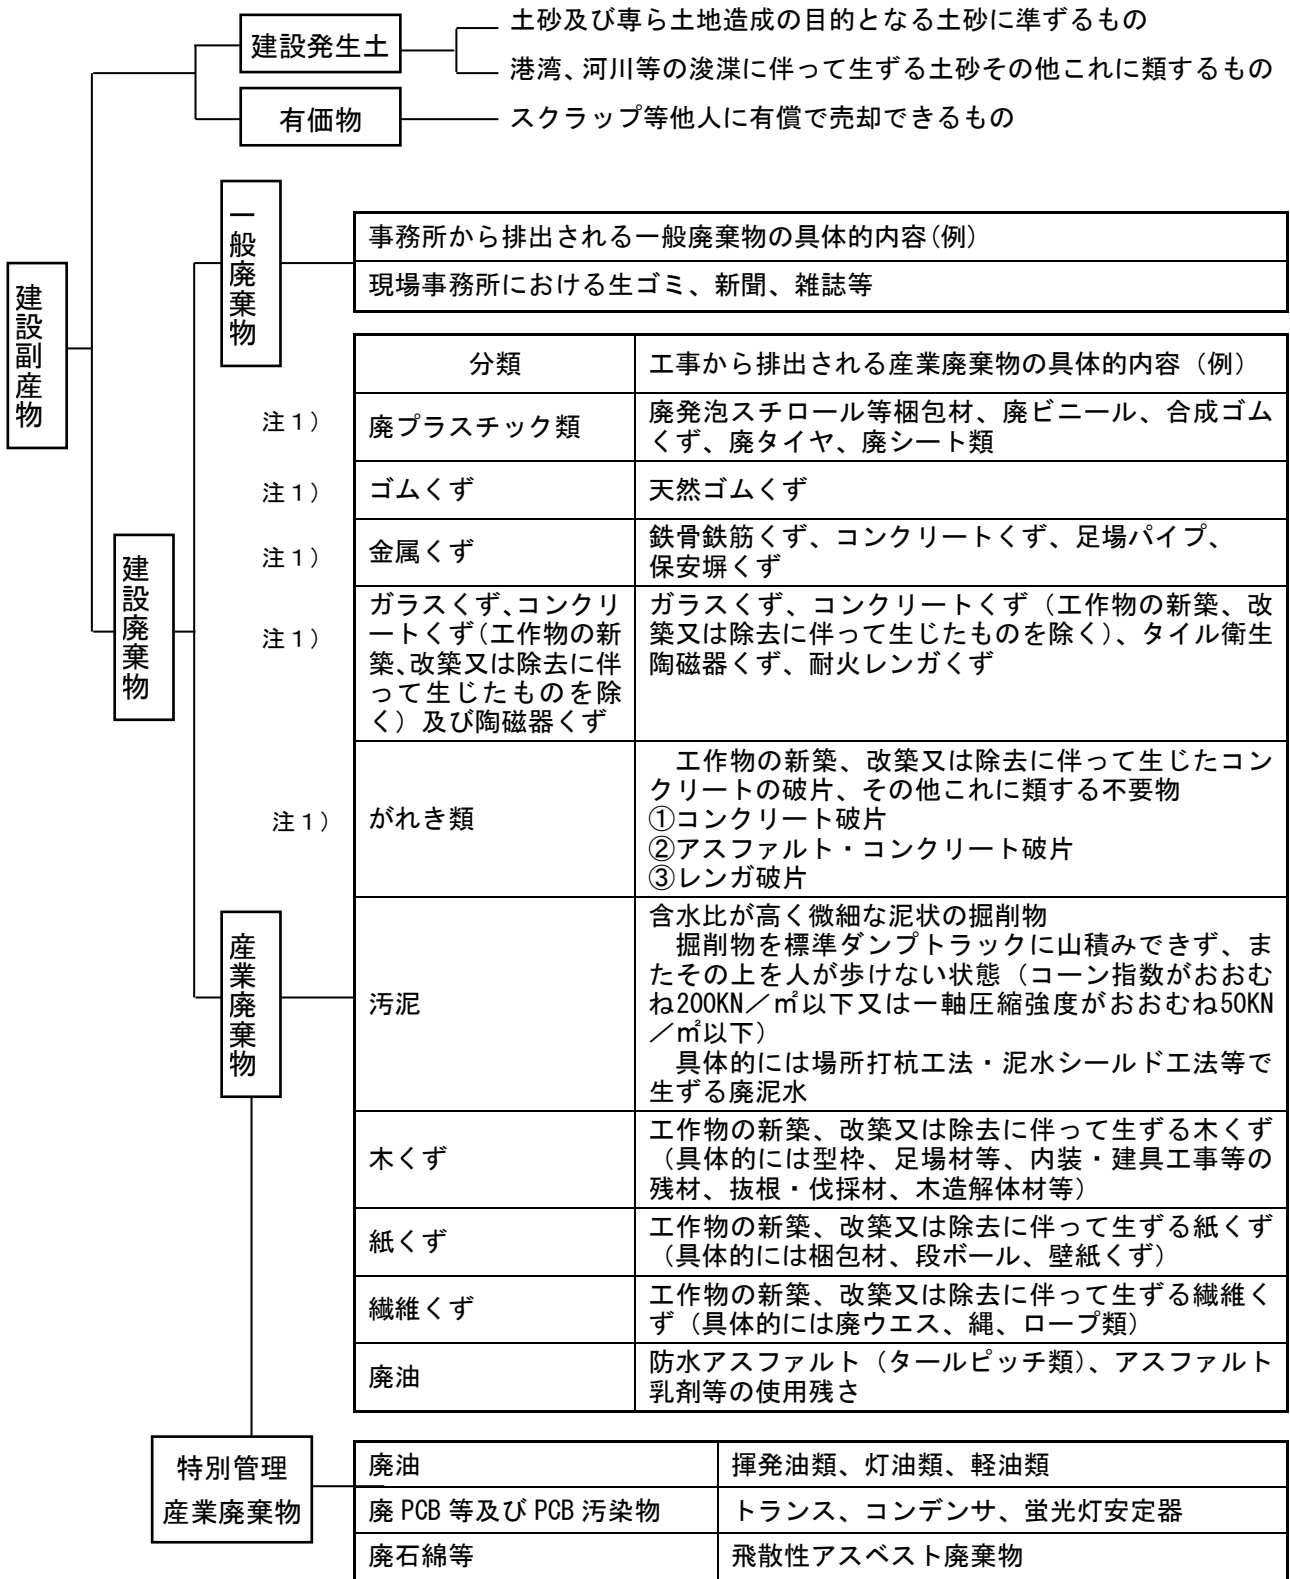 建設発生土
土砂及び専ら土地造成の目的となる土砂に準ずるもの
港湾、河川等の浚渫に伴って生ずる土砂その他これに類するもの
有価物
スクラップ等他人に有償で売却できるもの
建設副産物
一般廃棄物
事務所から排出される一般廃棄物の具体的内容(例)
現場事務所における生ゴミ、新聞、雑誌等
建設廃棄物
分類
工事から排出される産業廃棄物の具体的内容（例）
注１）
廃プラスチック類
廃発泡スチロール等梱包材、廃ビニール、合成ゴム
くず、廃タイヤ、廃シート類
注１）
ゴムくず
天然ゴムくず
注１）
金属くず
鉄骨鉄筋くず、コンクリートくず、足場パイプ、
保安塀くず
注１）
ガラスくず、コンクリ
ートくず（工作物の新
築、改築又は除去に伴
って生じたものを除
く）及び陶磁器くず
ガラスくず、コンクリートくず（工作物の新築、改
築又は除去に伴って生じたものを除く）、タイル衛生
陶磁器くず、耐火レンガくず
注１）
がれき類
工作物の新築、改築又は除去に伴って生じたコン
クリートの破片、その他これに類する不要物
①コンクリート破片
②アスファルト・コンクリート破片
③レンガ破片
産業廃棄物
汚泥
含水比が高く微細な泥状の掘削物
掘削物を標準ダンプトラックに山積みできず、ま
たその上を人が歩けない状態（コーン指数がおおむ
ね200KN／㎡以下又は一軸圧縮強度がおおむね50KN
／㎡以下）
具体的には場所打杭工法・泥水シールド工法等で
生ずる廃泥水
木くず
工作物の新築、改築又は除去に伴って生ずる木くず
（具体的には型枠、足場材等、内装・建具工事等の
残材、抜根・伐採材、木造解体材等）
紙くず
工作物の新築、改築又は除去に伴って生ずる紙くず
（具体的には梱包材、段ボール、壁紙くず）
繊維くず
工作物の新築、改築又は除去に伴って生ずる繊維く
ず（具体的には廃ウエス、縄、ロープ類）
廃油
防水アスファルト（タールピッチ類）、アスファルト
乳剤等の使用残さ
特別管理
産業廃棄物
廃油
揮発油類、灯油類、軽油類
廃 PCB 等及び PCB 汚染物
トランス、コンデンサ、蛍光灯安定器
廃石綿等
飛散性アスベスト廃棄物